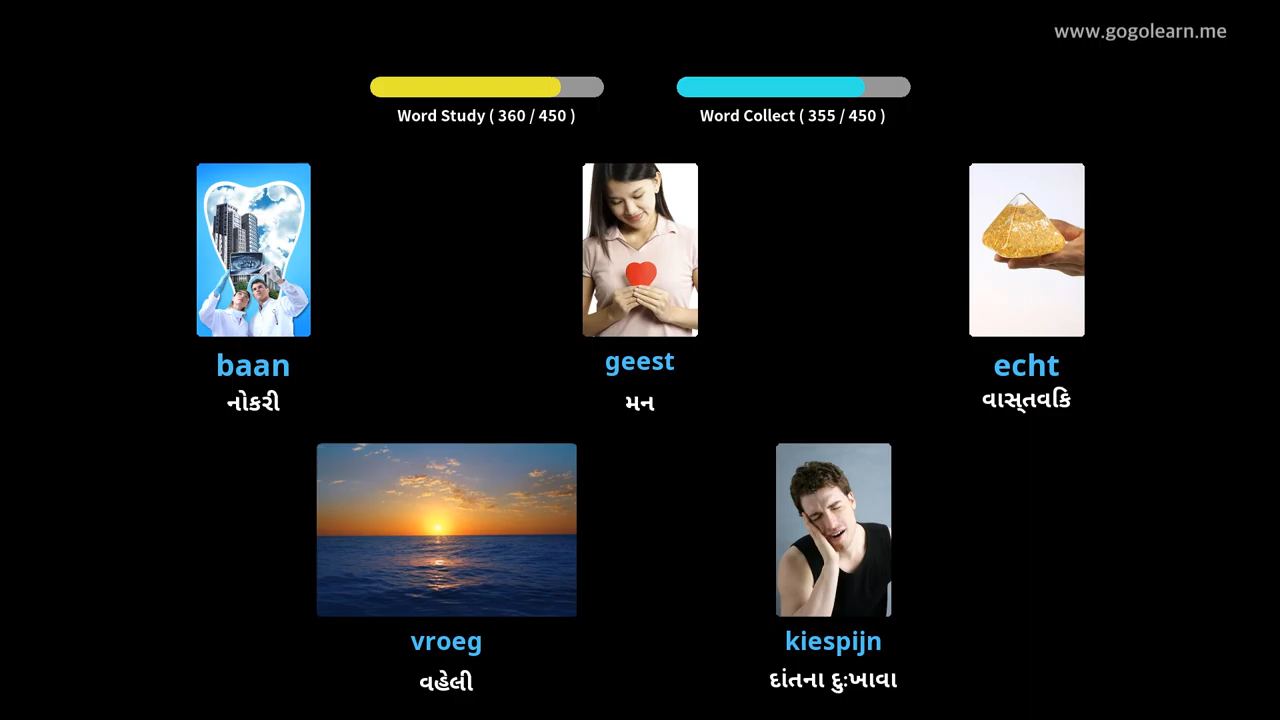 www.gogolearn.me
Word Study ( 360 / 450 )
Word Collect ( 355 / 450 )
baan
નોકરી
geest
મન
echt
વાસ્તવકિ
vroeg
વહેલી
kiespijn
દાંતના દુઃખાવા